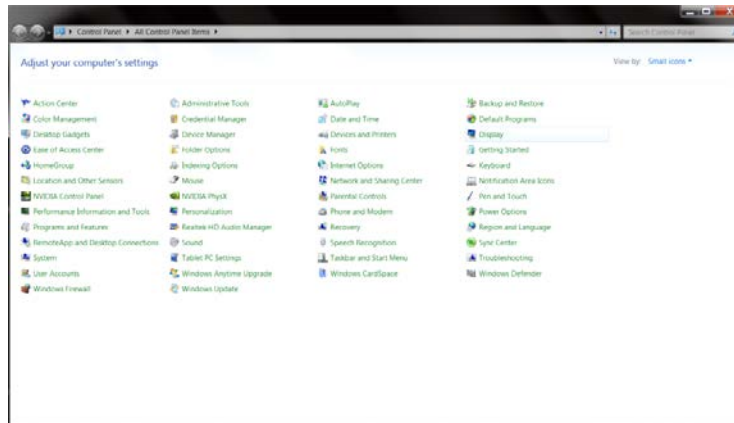 Control Panel ▸ All Control Panel Items ▸
Search Control Panel
Adjust your computer's settings
View by: Small icons
Action Center
Administrative Tools
AutoPlay
Backup and Restore
Color Management
Credential Manager
Date and Time
Default Programs
Desktop Gadgets
Device Manager
Devices and Printers
Display
Ease of Access Center
Folder Options
Fonts
Getting Started
HomeGroup
Indexing Options
Internet Options
Keyboard
Location and Other Sensors
Mouse
Network and Sharing Center
Notification Area Icons
NVIDIA Control Panel
NVIDIA PhysX
Parental Controls
Pen and Touch
Performance Information and Tools
Personalization
Phone and Modem
Power Options
Programs and Features
Realtek HD Audio Manager
Recovery
Region and Language
RemoteApp and Desktop Connections
Sound
Speech Recognition
Sync Center
System
Tablet PC Settings
Taskbar and Start Menu
Troubleshooting
User Accounts
Windows Anytime Upgrade
Windows CardSpace
Windows Defender
Windows Firewall
Windows Update